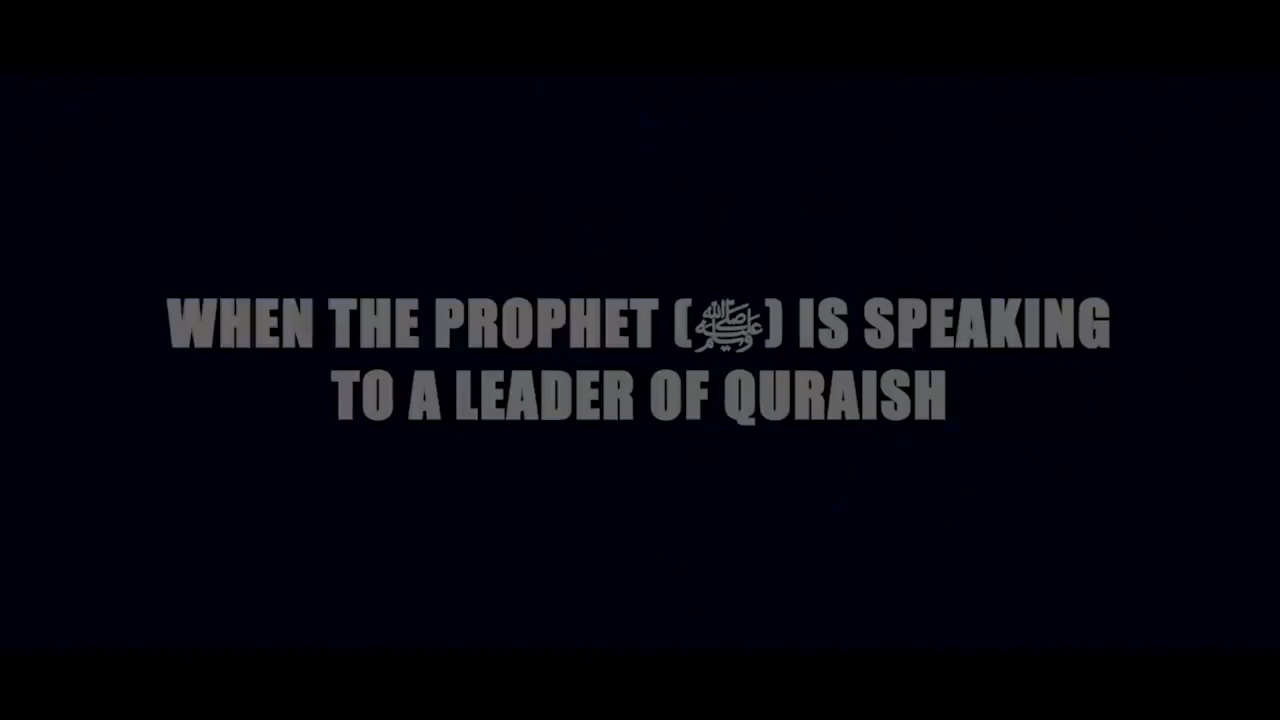 WHEN THE PROPHET (ﷺ) IS SPEAKING
TO A LEADER OF QURAISH